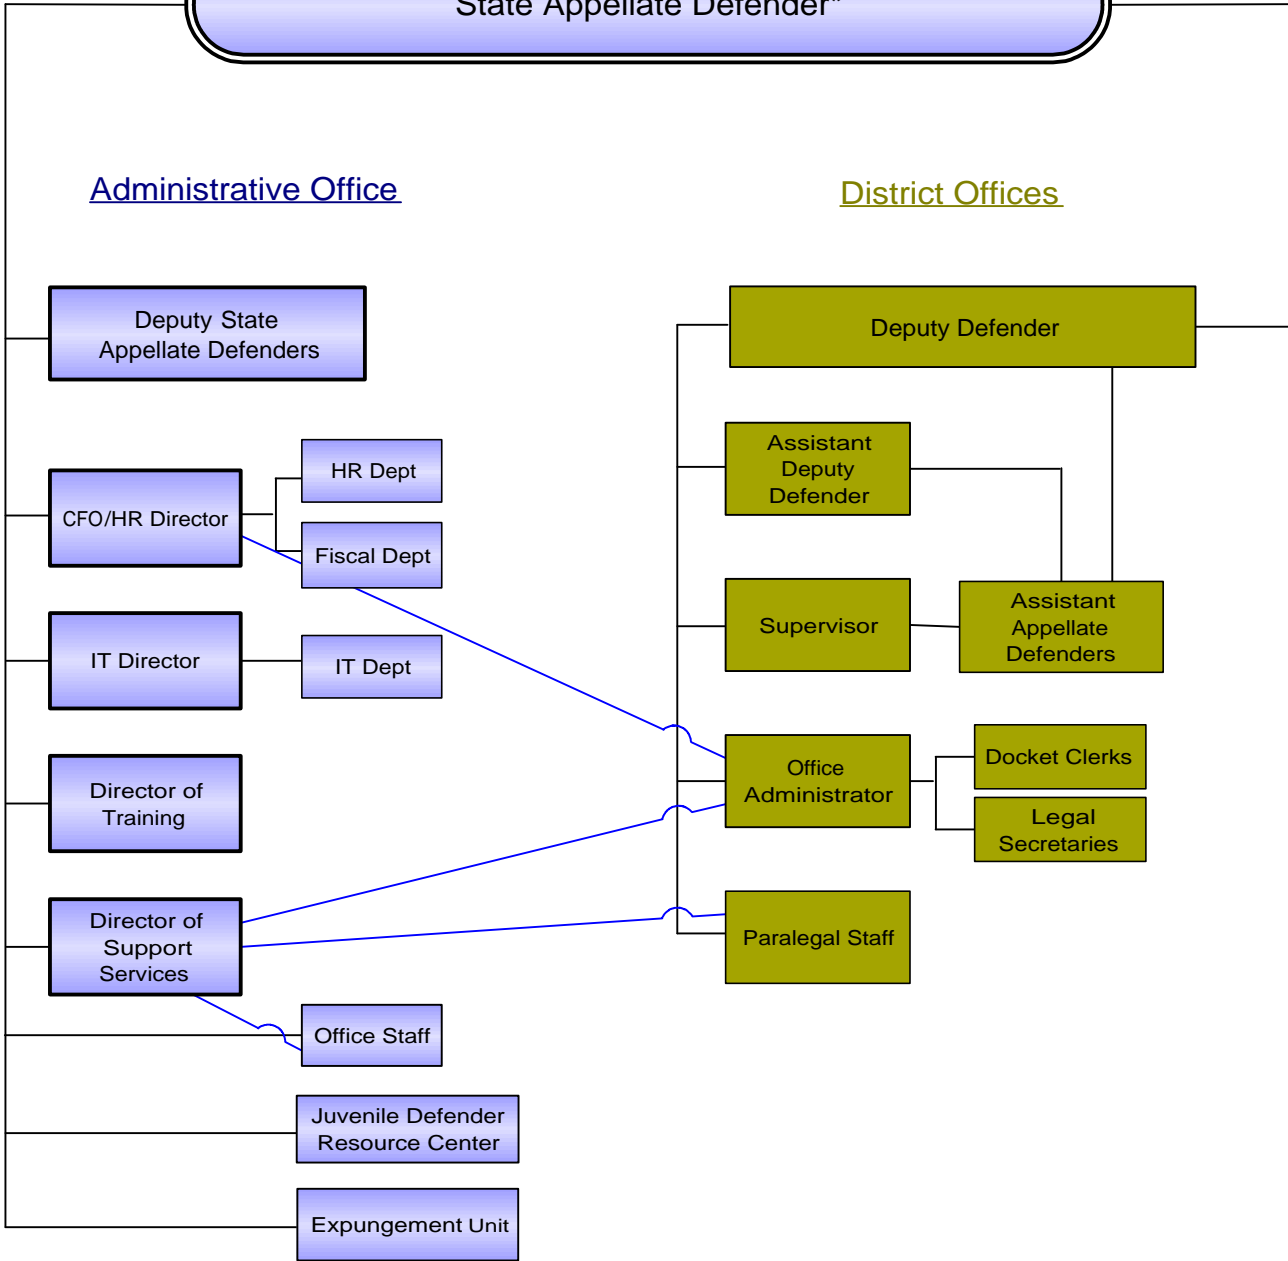 State Appellate Defender"
Administrative Office
District Offices
Deputy State
Appellate Defenders
Deputy Defender
HR Dept
CFO/HR Director
Fiscal Dept
Assistant
Deputy
Defender
IT Director
IT Dept
Supervisor
Assistant
Appellate
Defenders
Director of
Training
Office
Administrator
Docket Clerks
Legal
Secretaries
Director of
Support
Services
Paralegal Staff
Office Staff
Juvenile Defender
Resource Center
Expungement Unit